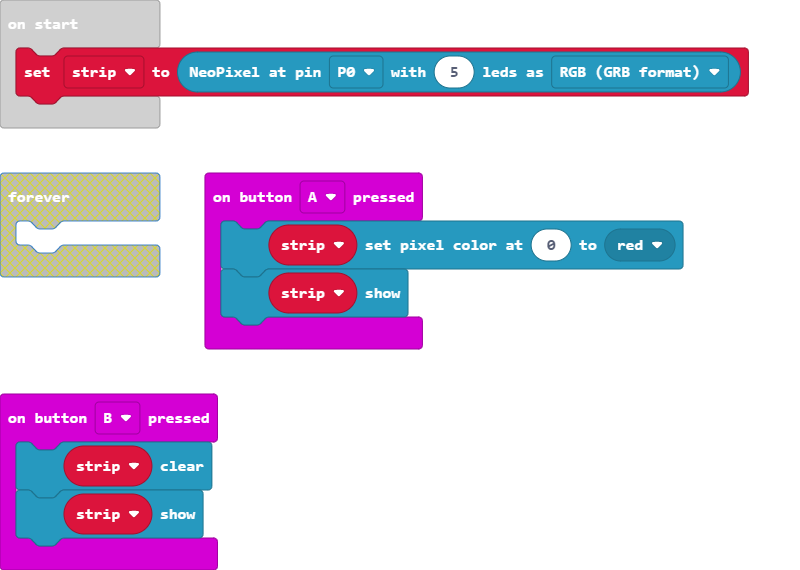 on start
set strip to NeoPixel at pin P0 with 5 leds as RGB (GRB format)
forever
on button A pressed
strip set pixel color at 0 to red
strip show
on button B pressed
strip clear
strip show